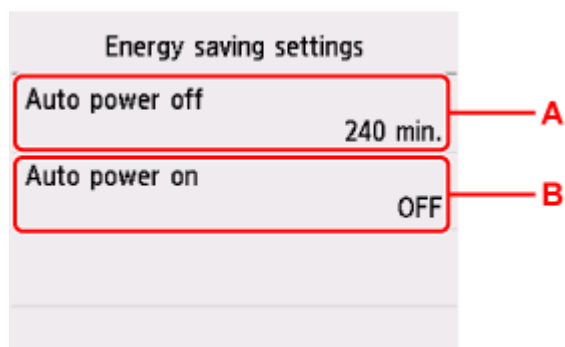 Energy saving settings
Auto power off
240 min.
A
Auto power on
OFF
B